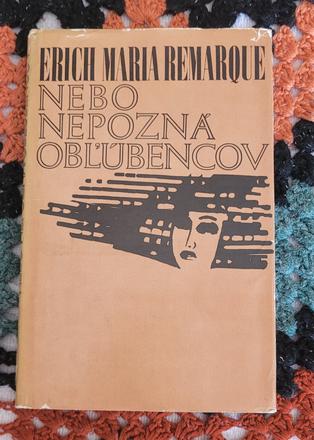 ERICH MARIA REMARQUE
NEBO
NEPOZNÁ
OBĽÚBENCOV